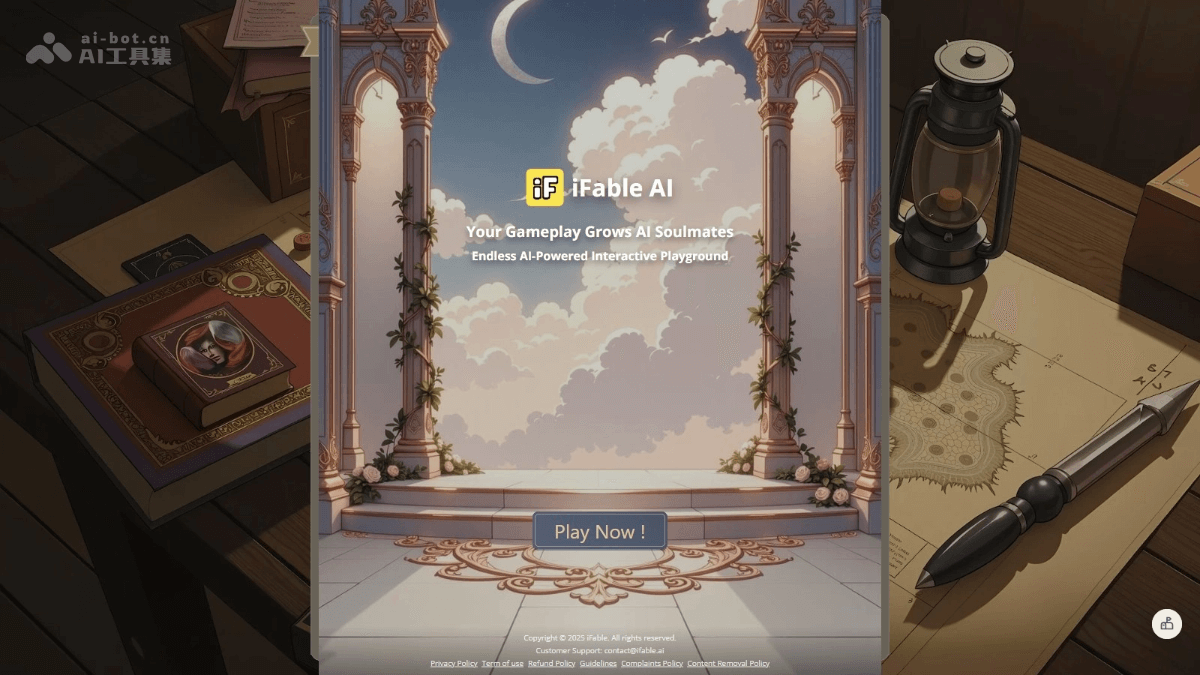 ai-bot.cn
AI工具集
iF iFable AI
Your Gameplay Grows AI Soulmates
Endless AI-Powered Interactive Playground
Play Now !
Copyright © 2025 iFable. All rights reserved.
Customer Support: contact@ifable.ai
Privacy Policy Term of use Refund Policy Guidelines Complaints Policy Content Removal Policy